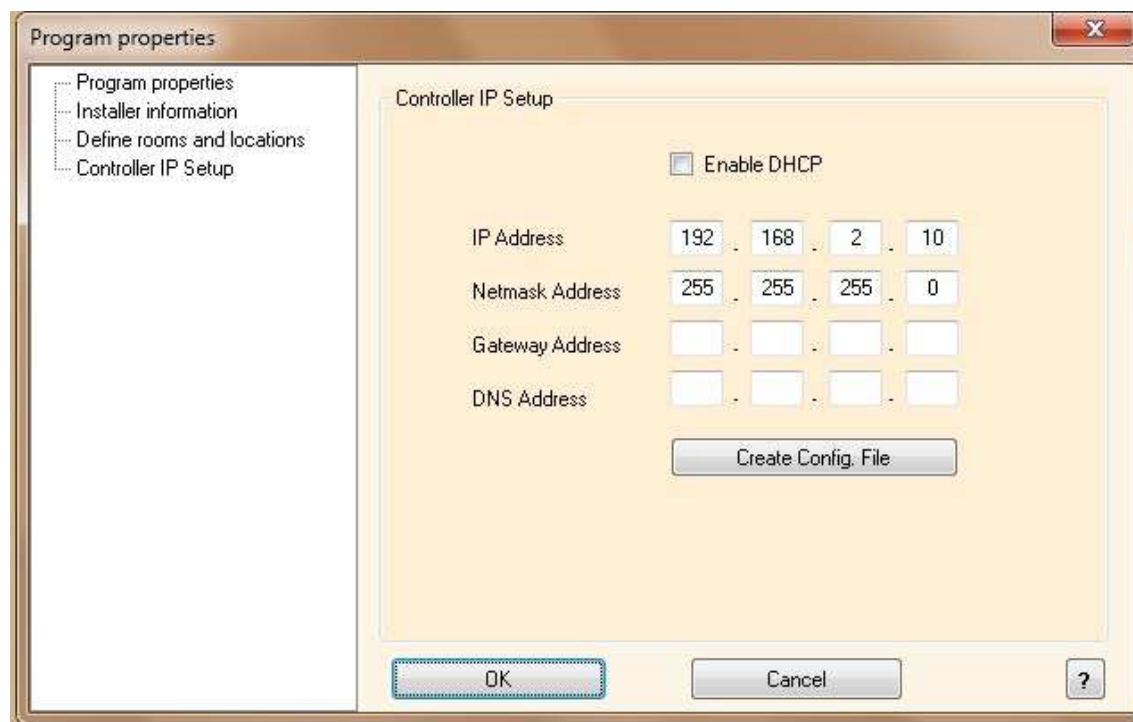 Program properties
Program properties
Installer information
Define rooms and locations
Controller IP Setup
Controller IP Setup
Enable DHCP
IP Address 192 . 168 . 2 . 10
Netmask Address 255 . 255 . 255 . 0
Gateway Address . . .
DNS Address . . .
Create Config. File
OK Cancel ?